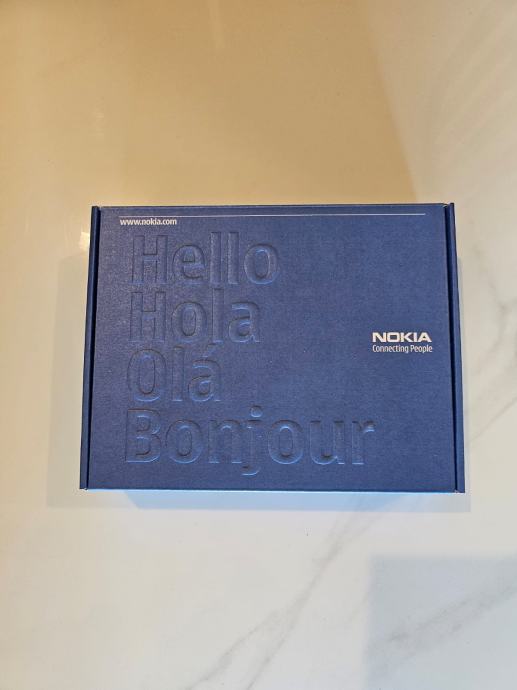 www.nokia.com
Hello
Hola
Olá
Bonjour
NOKIA
Connecting People